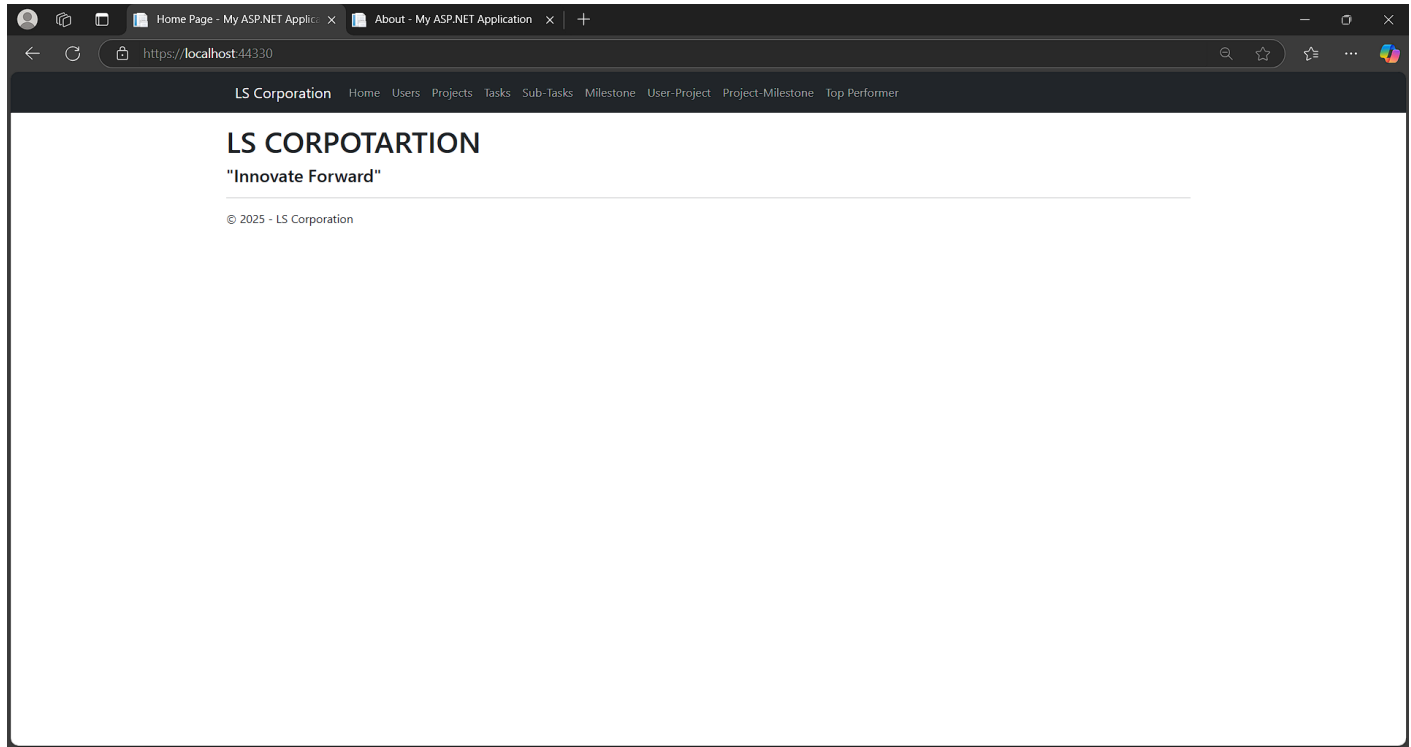 Home Page - My ASP.NET Applic
About - My ASP.NET Application
https://localhost:44330
LS Corporation Home Users Projects Tasks Sub-Tasks Milestone User-Project Project-Milestone Top Performer
LS CORPOTARTION
"Innovate Forward"
© 2025 - LS Corporation